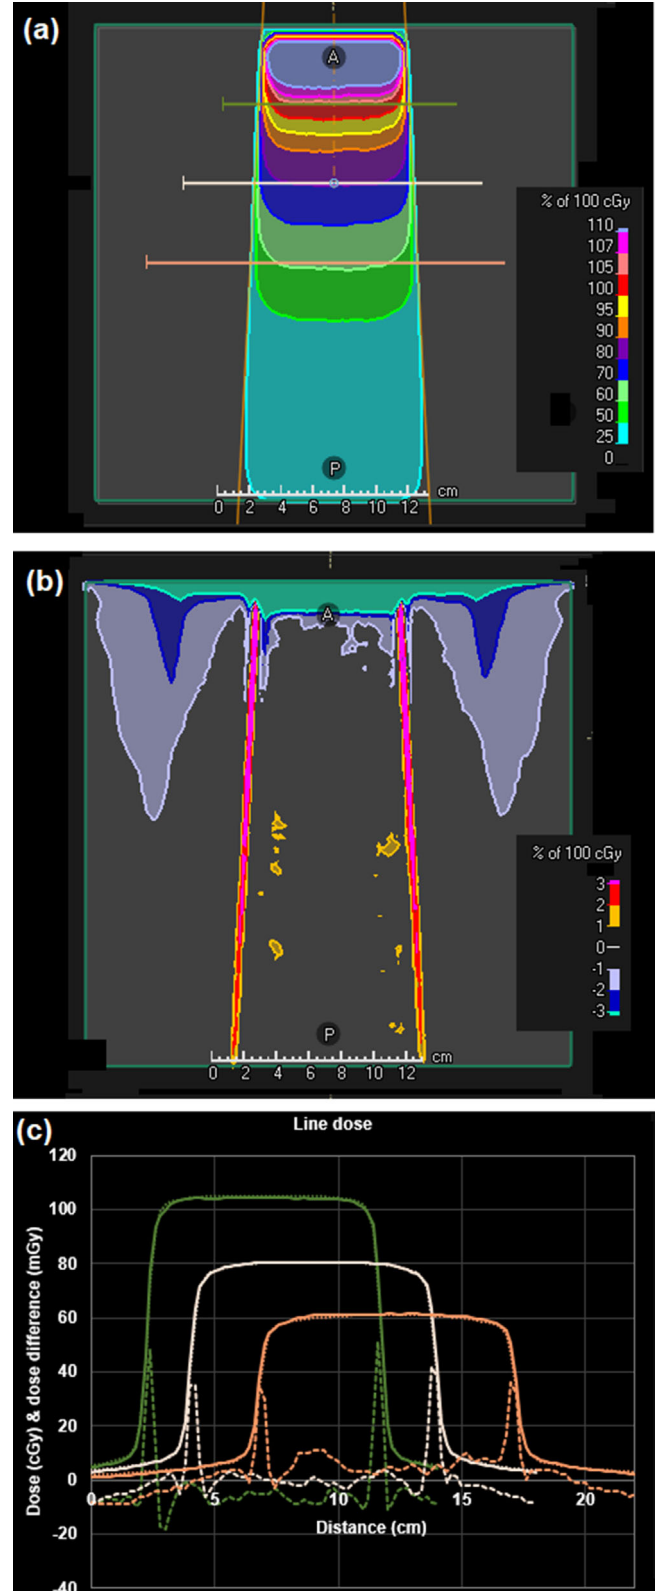 (a)
A
% of 100 cGy
110
107
105
100
95
90
80
70
60
50
25
0
P
cm
0 2 4 6 8 10 12
(b)
A
% of 100 cGy
3
2
1
0
-1
-2
-3
P
cm
0 2 4 6 8 10 12
(c)
Line dose
Dose (cGy) & dose difference (mGy)
120
100
80
60
40
20
0
-20
-40
0 5 10 15 20
Distance (cm)